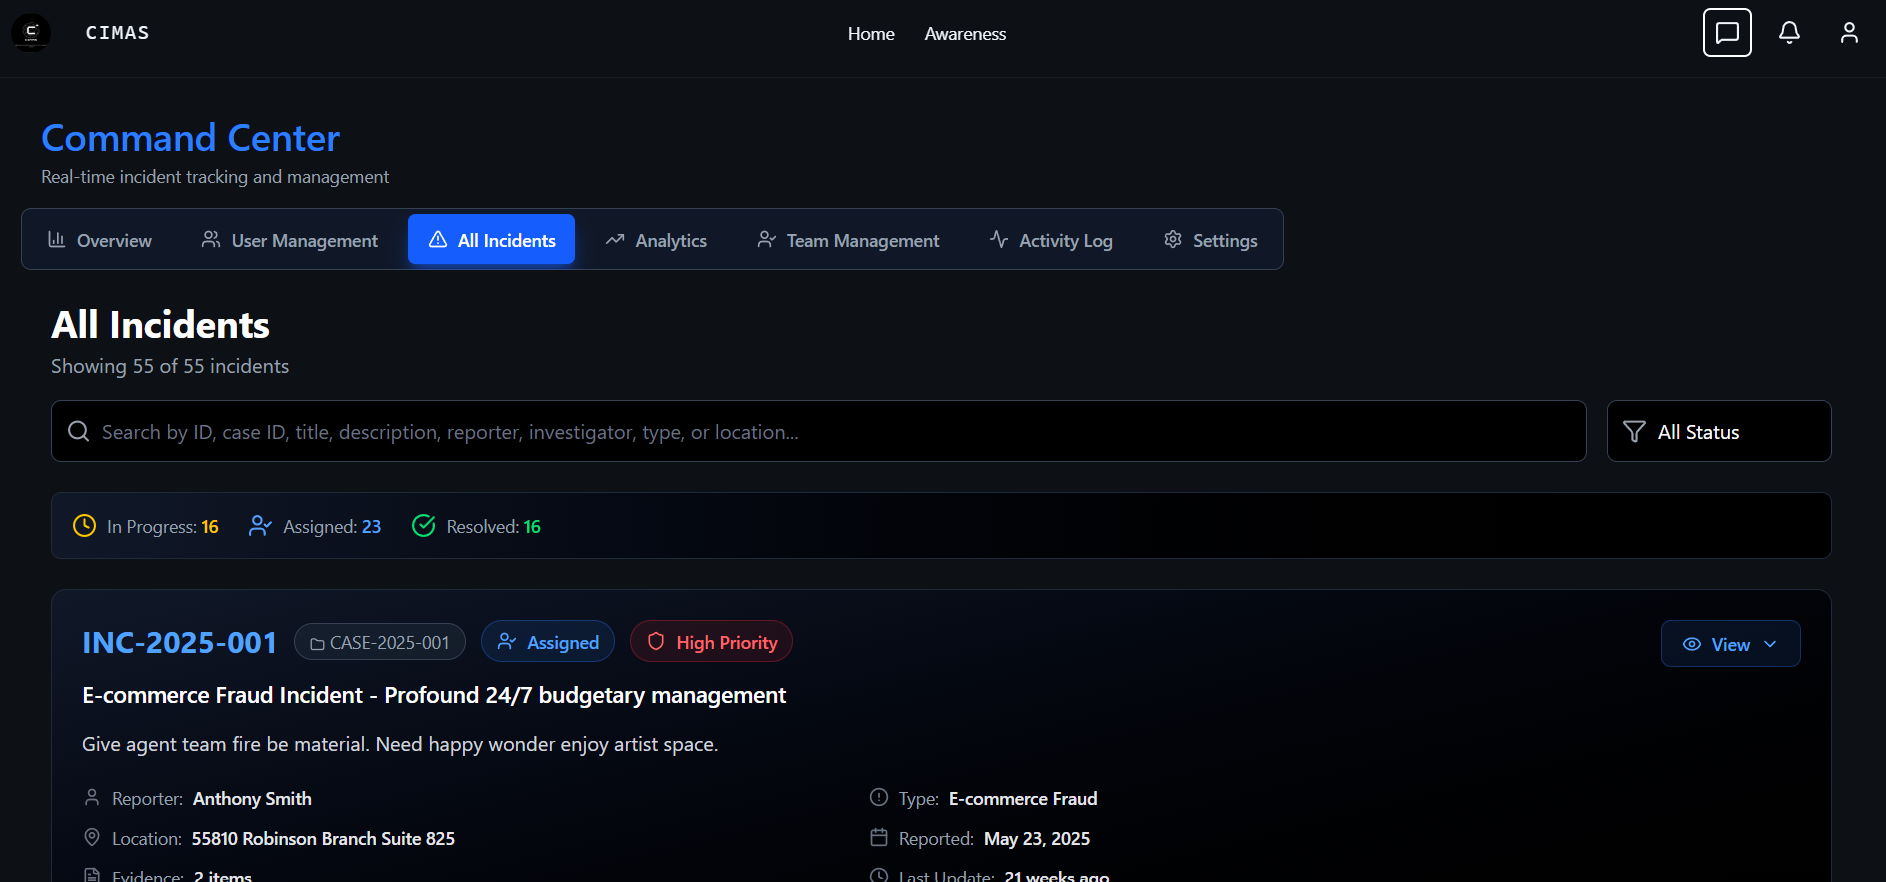 CIMAS
Home
Awareness
Command Center
Real-time incident tracking and management
Overview
User Management
All Incidents
Analytics
Team Management
Activity Log
Settings
All Incidents
Showing 55 of 55 incidents
Search by ID, case ID, title, description, reporter, investigator, type, or location...
All Status
In Progress: 16
Assigned: 23
Resolved: 16
INC-2025-001
CASE-2025-001
Assigned
High Priority
View
E-commerce Fraud Incident - Profound 24/7 budgetary management
Give agent team fire be material. Need happy wonder enjoy artist space.
Reporter: Anthony Smith
Type: E-commerce Fraud
Location: 55810 Robinson Branch Suite 825
Reported: May 23, 2025
Evidence: 2 items
Last Update: 21 weeks ago